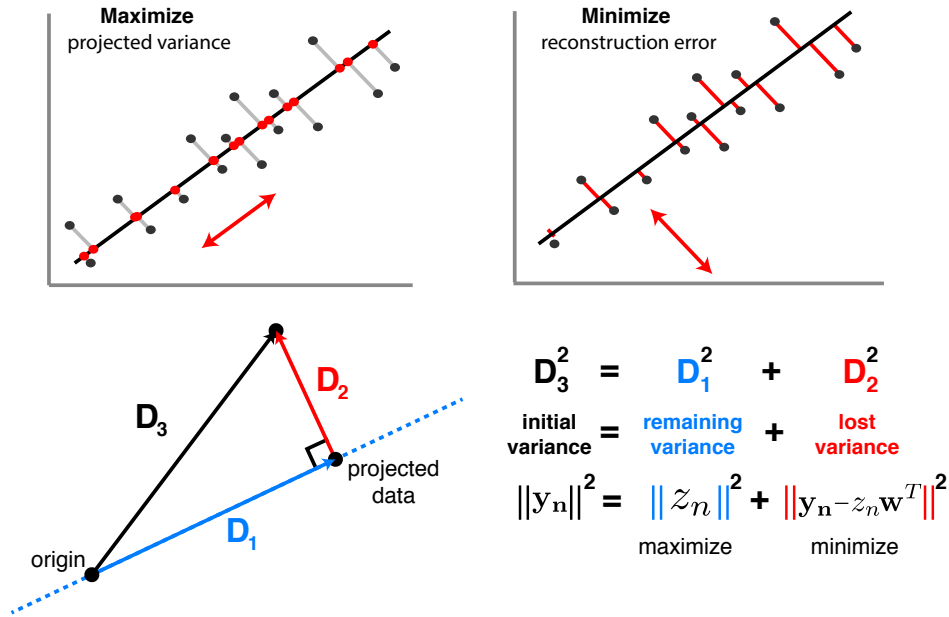 Maximize
projected variance
Minimize
reconstruction error
D₃
D₂
D₁
origin
projected
data
D₃² = D₁² + D₂²
initial variance = remaining variance + lost variance
||yₙ||² = ||zₙ||² + ||yₙ−zₙwᵀ||²
maximize minimize